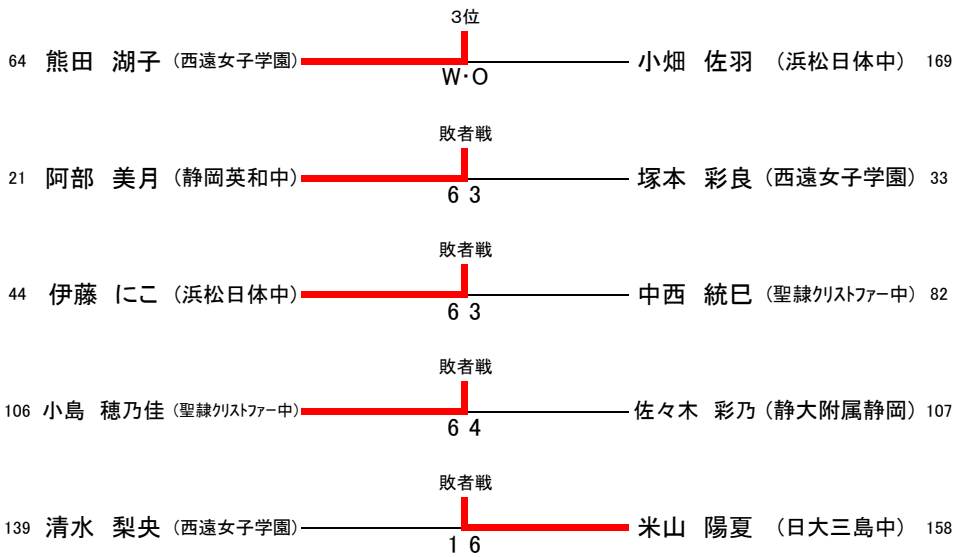 3位
64 熊田 湖子 (西遠女子学園) 小畑 佐羽 (浜松日体中) 169
W・O
敗者戦
21 阿部 美月 (静岡英和中) 塚本 彩良 (西遠女子学園) 33
6 3
敗者戦
44 伊藤 にこ (浜松日体中) 中西 統巳 (聖隷クリストファー中) 82
6 3
敗者戦
106 小島 穂乃佳 (聖隷クリストファー中) 佐々木 彩乃 (静大附属静岡) 107
6 4
敗者戦
139 清水 梨央 (西遠女子学園) 米山 陽夏 (日大三島中) 158
1 6